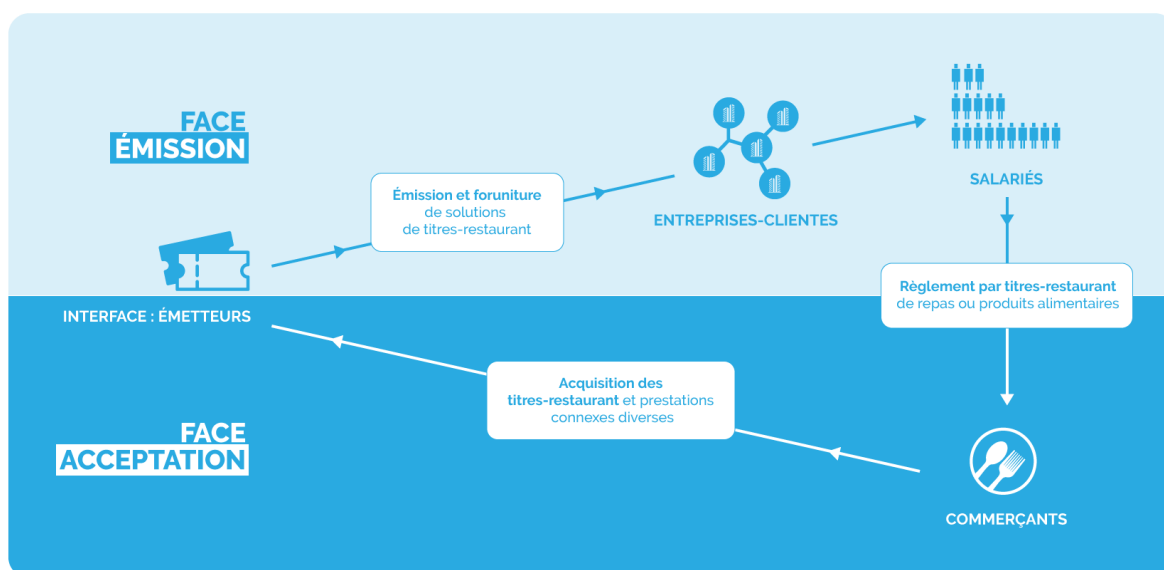 FACE
ÉMISSION
Émission et foruniture
de solutions
de titres-restaurant
ENTREPRISES-CLIENTES
SALARIÉS
Règlement par titres-restaurant
de repas ou produits alimentaires
INTERFACE : ÉMETTEURS
Acquisition des
titres-restaurant et prestations
connexes diverses
FACE
ACCEPTATION
COMMERÇANTS